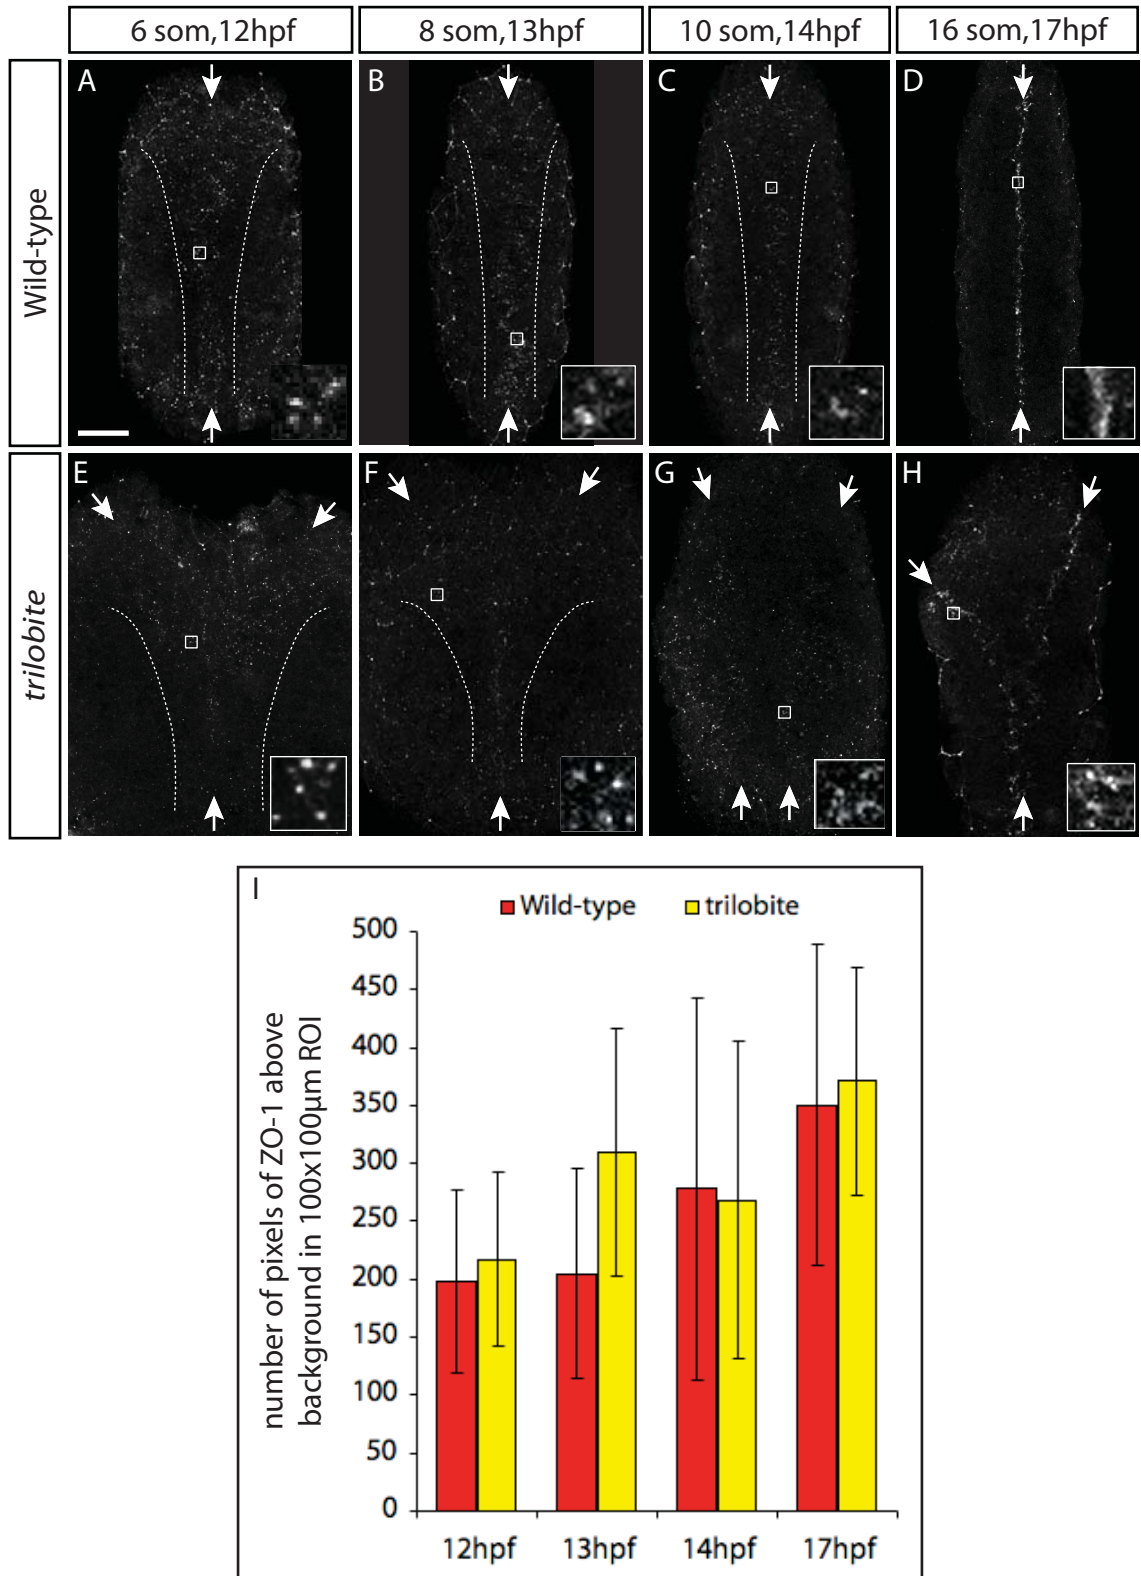 6 som,12hpf
8 som,13hpf
10 som,14hpf
16 som,17hpf
Wild-type
A
B
C
D
trilobite
E
F
G
H
I
Wild-type
trilobite
number of pixels of ZO-1 above
background in 100x100µm ROI
500
450
400
350
300
250
200
150
100
50
0
12hpf
13hpf
14hpf
17hpf